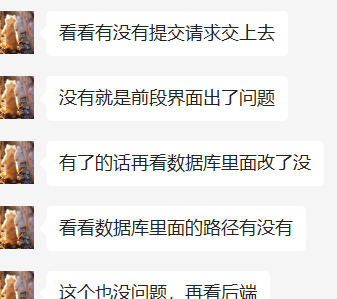 看看有没有提交请求交上去
没有就是前段界面出了问题
有了的话再看数据库里面改了没
看看数据库里面的路径有没有
这个也没问题，再看后端